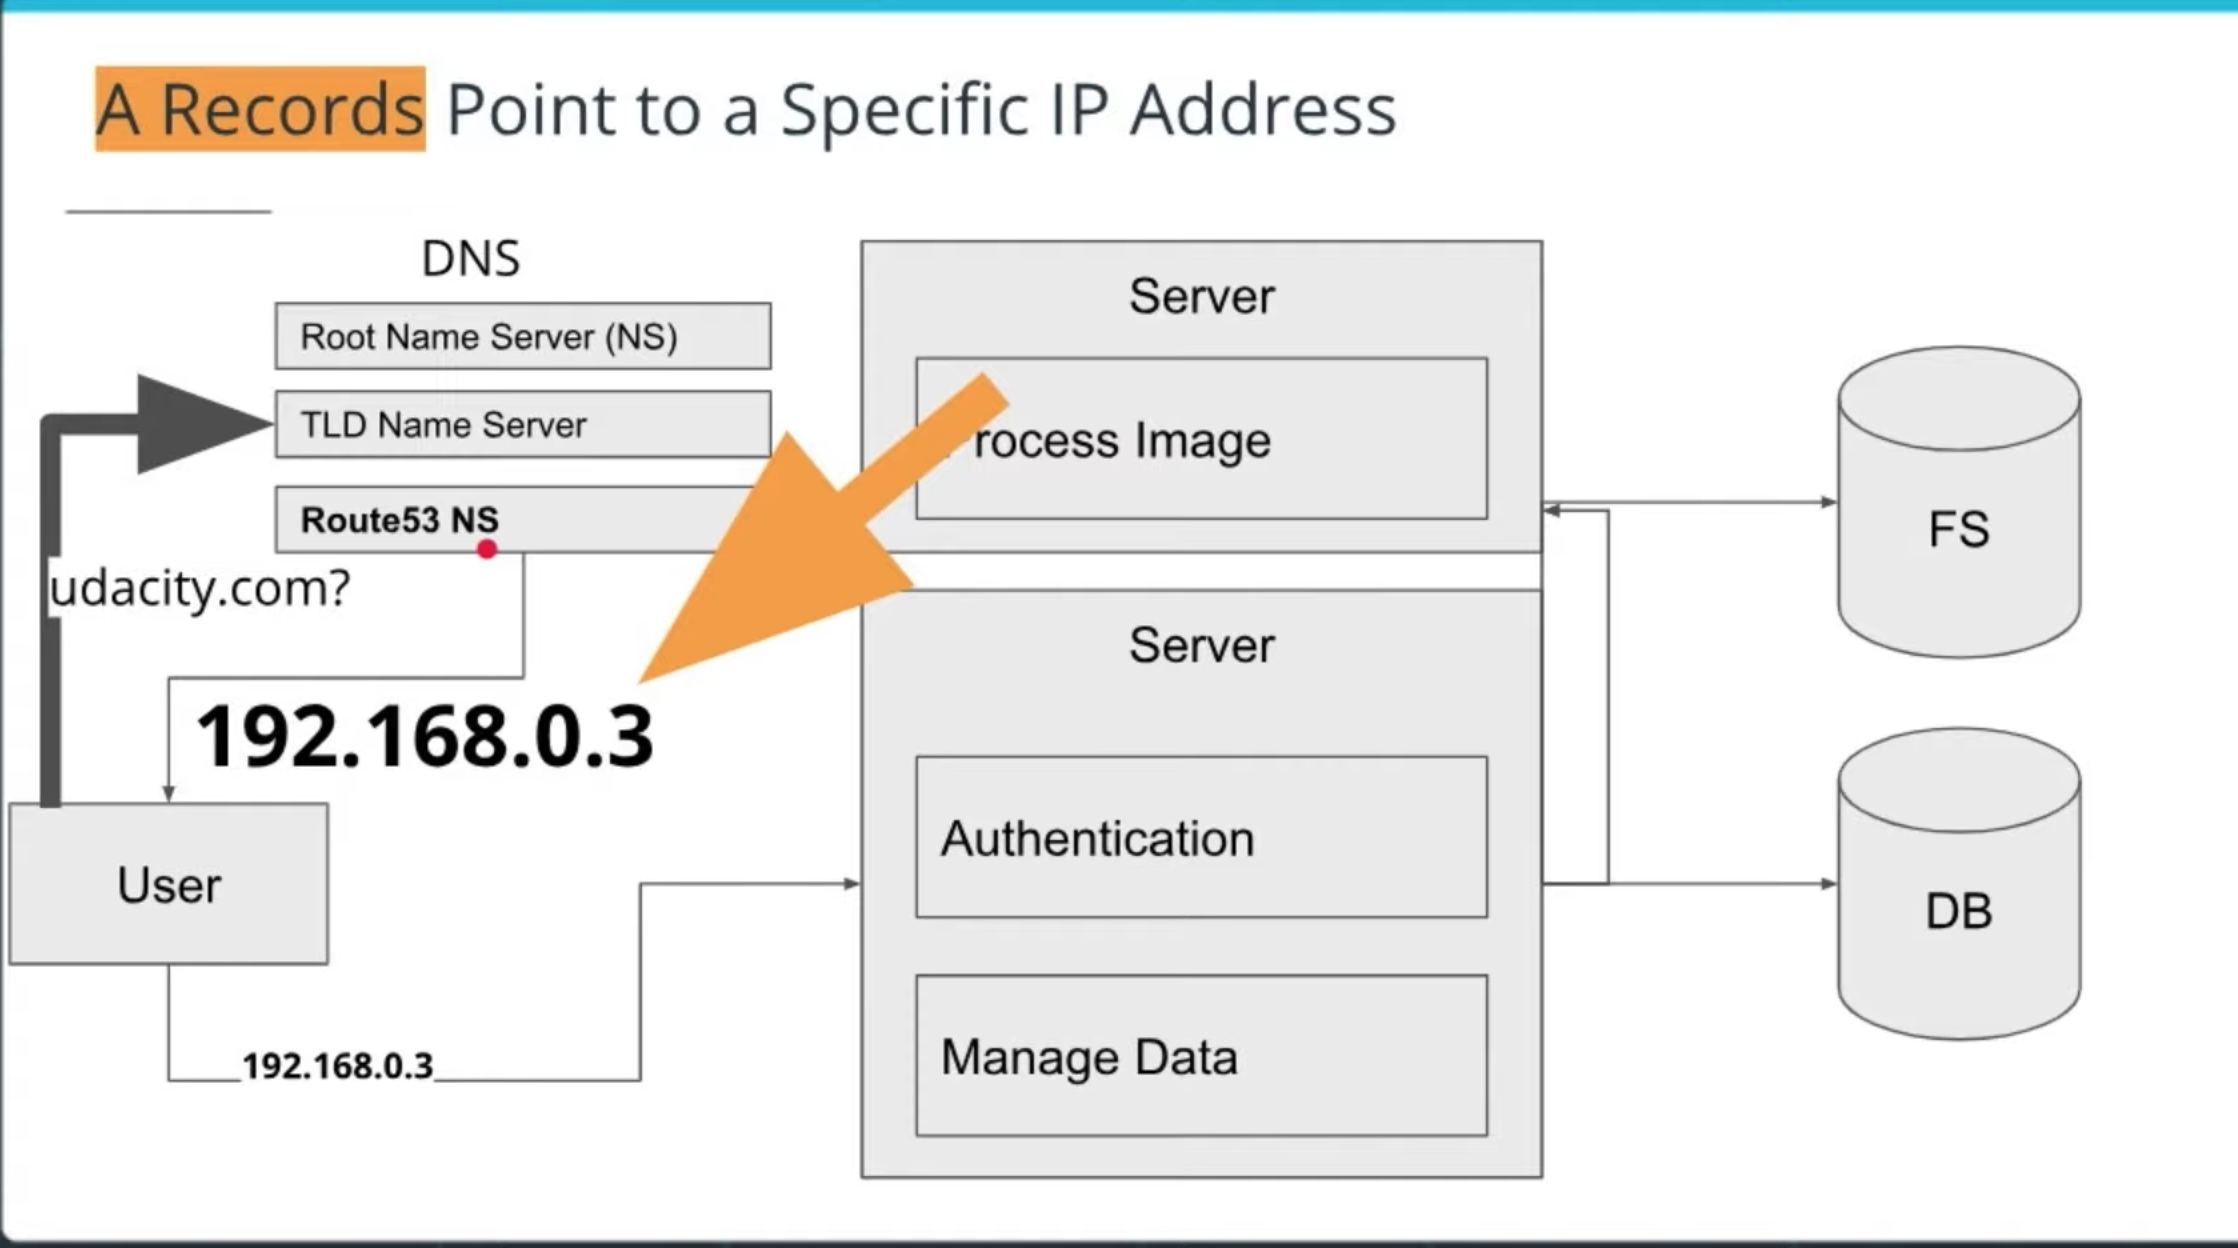 A Records Point to a Specific IP Address
DNS
Root Name Server (NS)
TLD Name Server
Route53 NS
udacity.com?
192.168.0.3
User
192.168.0.3
Server
rocess Image
Server
Authentication
Manage Data
FS
DB